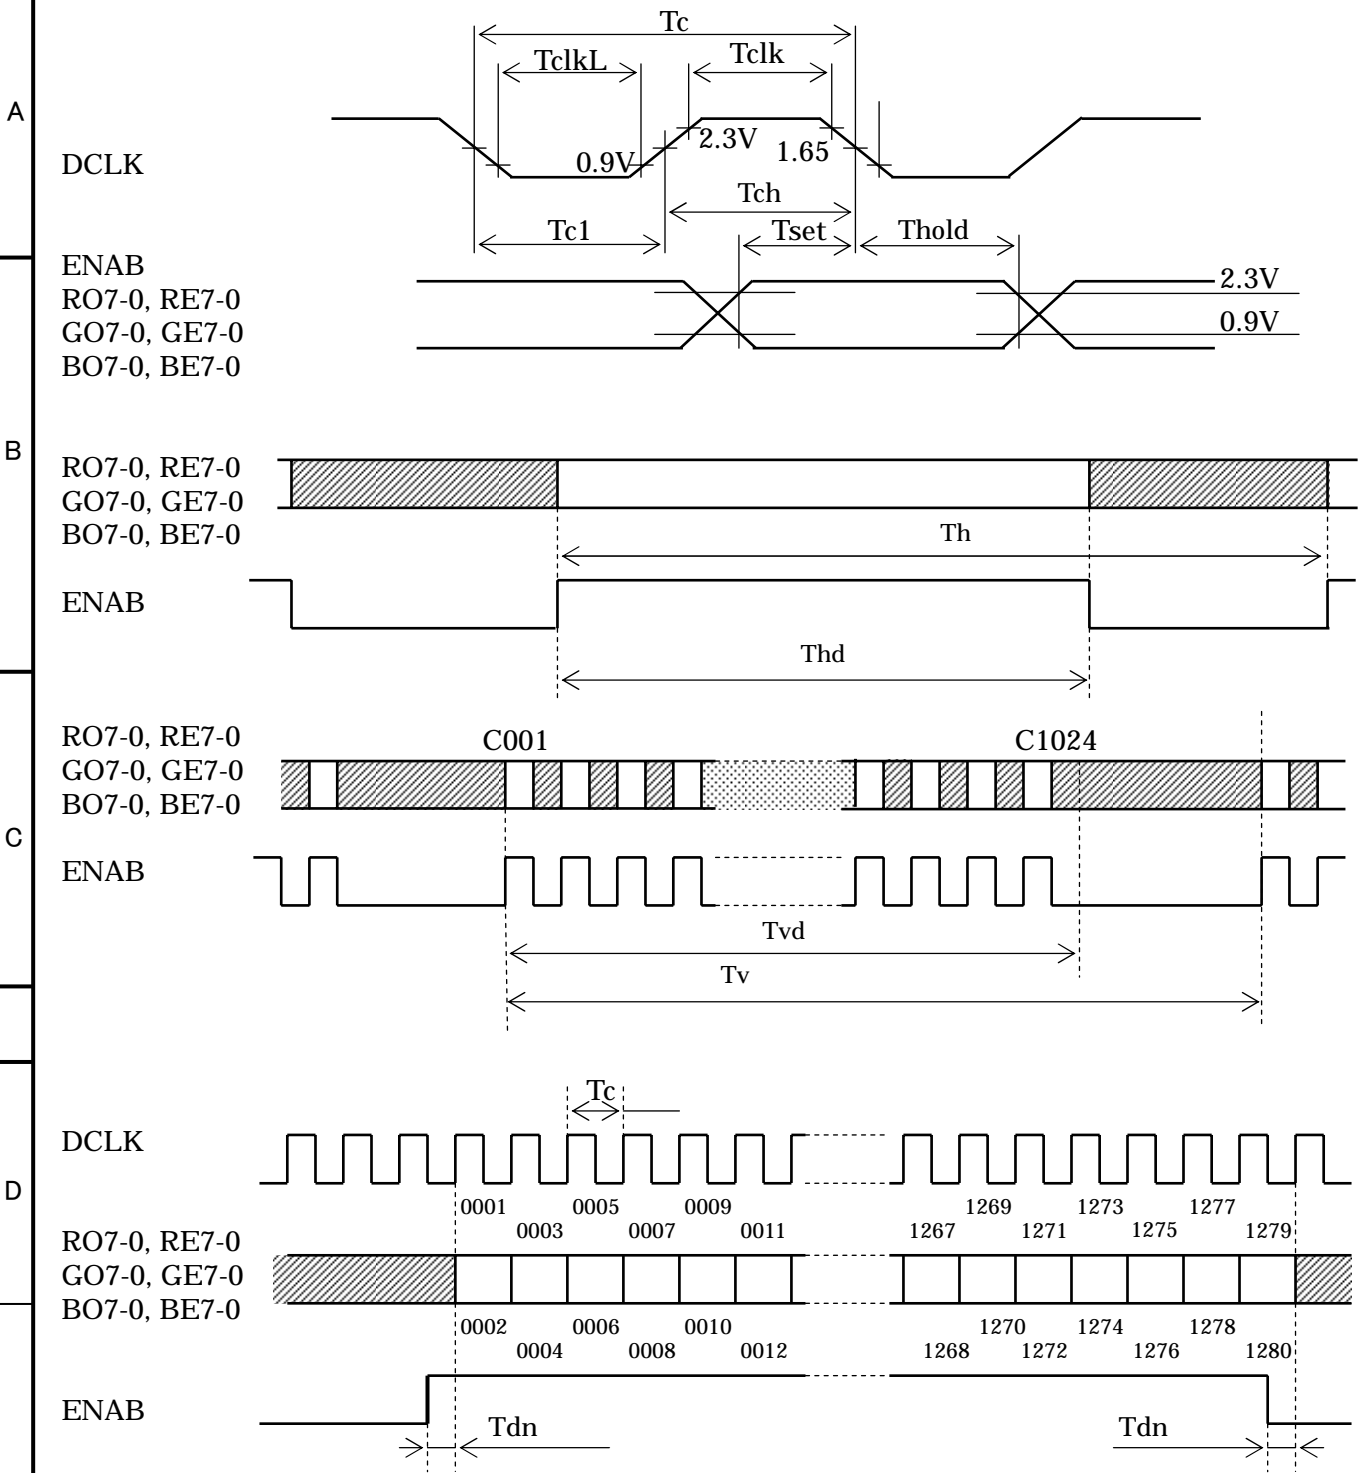 Tc
TclkL
Tclk
A
DCLK
0.9V
2.3V
1.65
Tch
Tc1
Tset
Thold
ENAB
RO7-0, RE7-0
GO7-0, GE7-0
BO7-0, BE7-0
2.3V
0.9V
B
RO7-0, RE7-0
GO7-0, GE7-0
BO7-0, BE7-0
Th
ENAB
Thd
RO7-0, RE7-0
GO7-0, GE7-0
BO7-0, BE7-0
C001
C1024
C
ENAB
Tvd
Tv
Tc
DCLK
D
0001 0005 0009 1269 1273 1277
0003 0007 0011 1267 1271 1275 1279
RO7-0, RE7-0
GO7-0, GE7-0
BO7-0, BE7-0
0002 0006 0010 1270 1274 1278
0004 0008 0012 1268 1272 1276 1280
ENAB
Tdn
Tdn